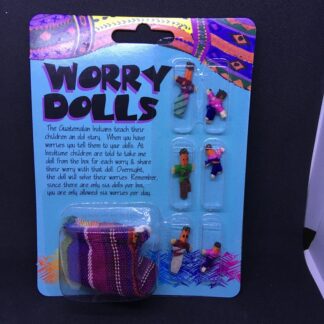 WORRY
DOLLS
The Guatemalan Indians teach their
children an old story. When you have
worries you tell them to your dolls. At
bedtime children are told to take one
doll from the box for each worry & share
their worry with that doll. Overnight,
the doll will solve their worries. Remember,
since there are only six dolls per box,
you are only allowed six worries per day.